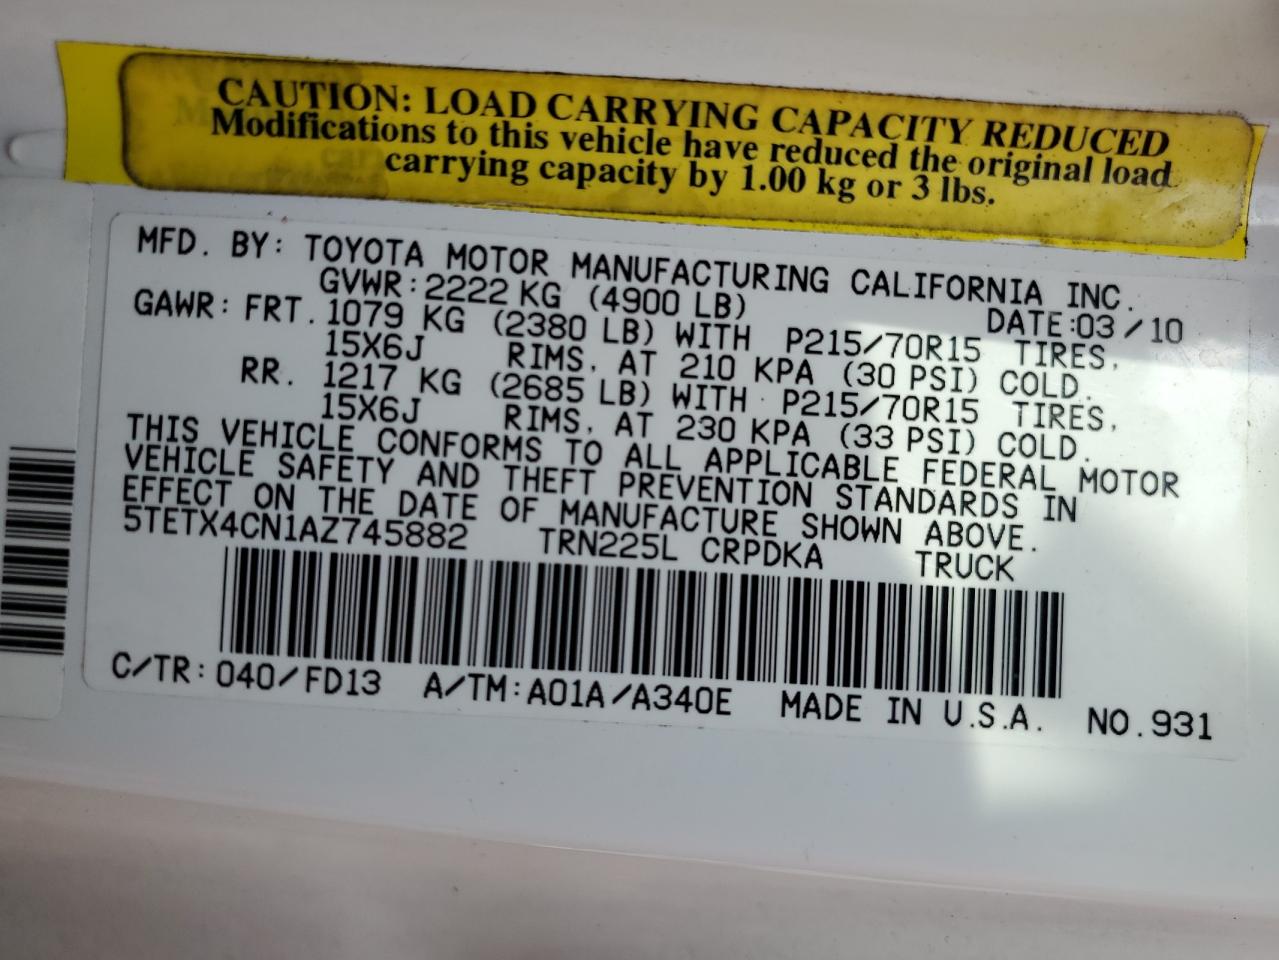 CAUTION: LOAD CARRYING CAPACITY REDUCED
Modifications to this vehicle have reduced the original load
carrying capacity by 1.00 kg or 3 lbs.
MFD. BY: TOYOTA MOTOR MANUFACTURING CALIFORNIA INC.
GVWR: 2222 KG (4900 LB) DATE:03/10
GAWR: FRT. 1079 KG (2380 LB) WITH P215/70R15 TIRES,
15X6J RIMS, AT 210 KPA (30 PSI) COLD.
RR. 1217 KG (2685 LB) WITH P215/70R15 TIRES,
15X6J RIMS, AT 230 KPA (33 PSI) COLD.
THIS VEHICLE CONFORMS TO ALL APPLICABLE FEDERAL MOTOR
VEHICLE SAFETY AND THEFT PREVENTION STANDARDS IN
EFFECT ON THE DATE OF MANUFACTURE SHOWN ABOVE.
5TETX4CN1AZ745882 TRN225L CRPDKA TRUCK
C/TR: 040/FD13 A/TM: A01A/A340E MADE IN U.S.A. NO.931